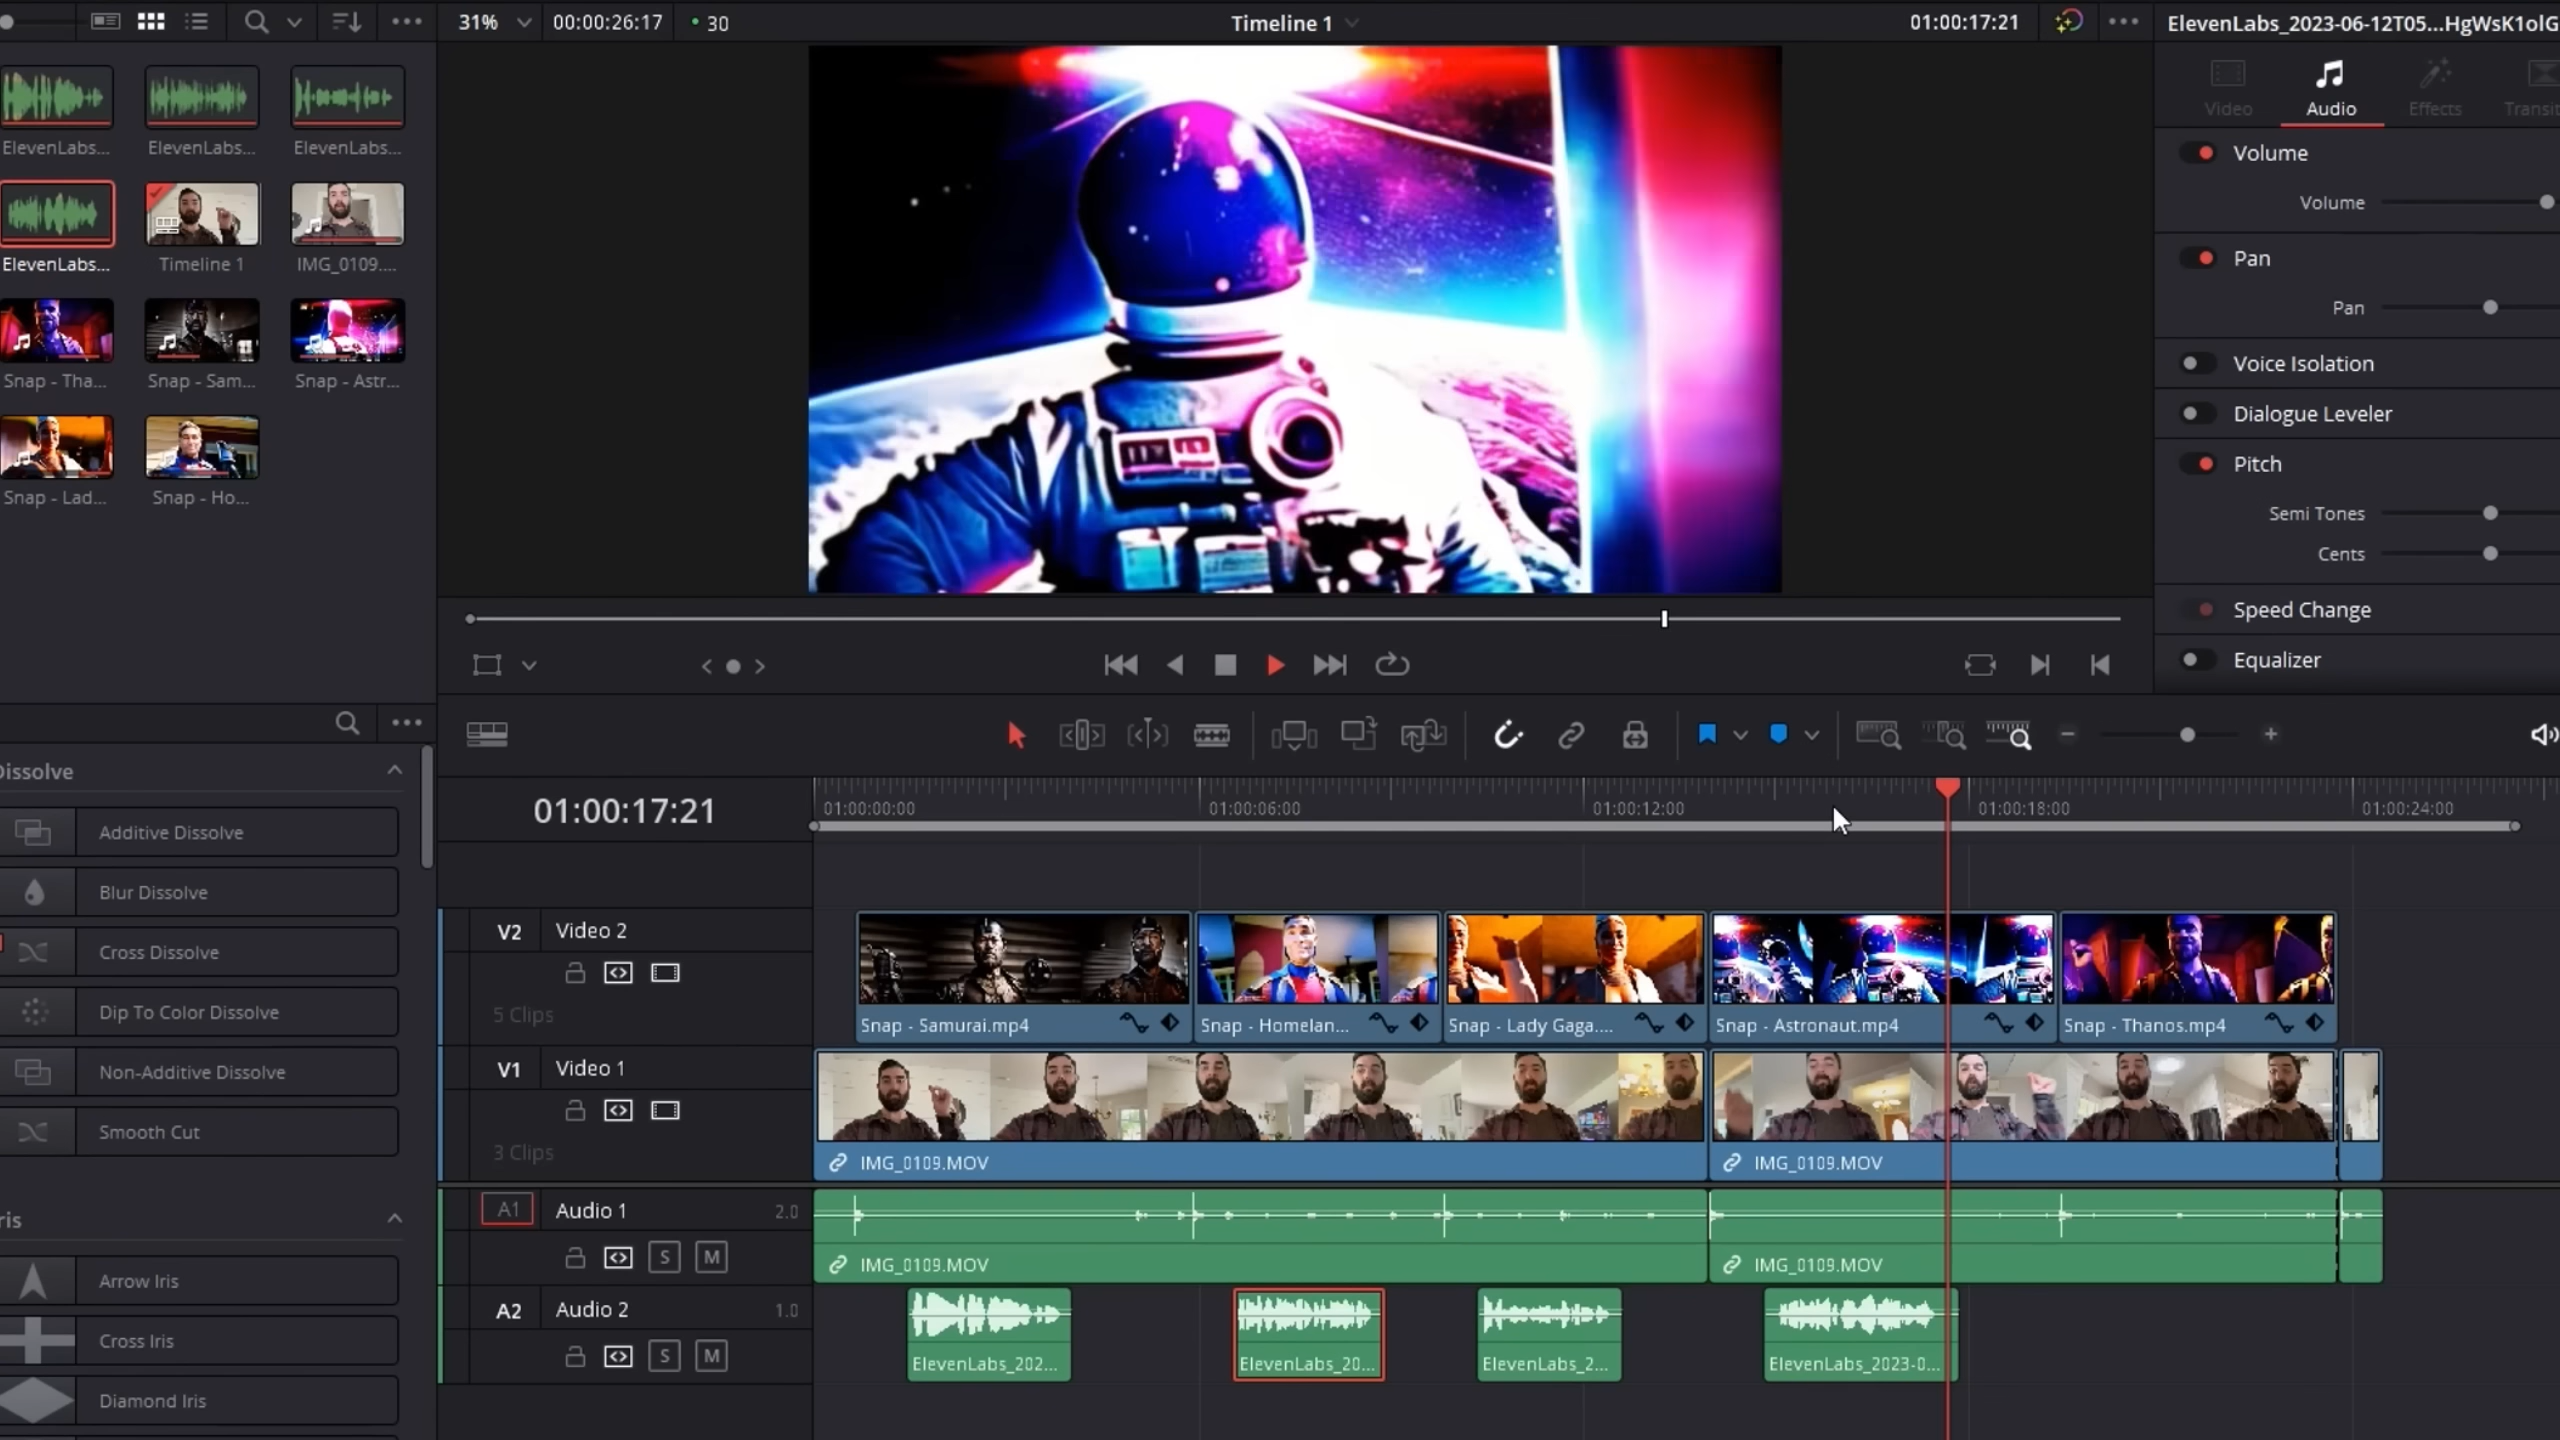 31%
00:00:26:17
30
Timeline 1
01:00:17:21
ElevenLabs_2023-06-12T05...HgWsK1olG
ElevenLabs...
ElevenLabs...
ElevenLabs...
ElevenLabs...
Timeline 1
IMG_0109....
Snap - Tha...
Snap - Sam...
Snap - Astr...
Snap - Lad...
Snap - Ho...
Video
Audio
Effects
Transit
Volume
Volume
Pan
Pan
Voice Isolation
Dialogue Leveler
Pitch
Semi Tones
Cents
Speed Change
Equalizer
Dissolve
Additive Dissolve
Blur Dissolve
Cross Dissolve
Dip To Color Dissolve
Non-Additive Dissolve
Smooth Cut
ris
Arrow Iris
Cross Iris
Diamond Iris
01:00:17:21
01:00:00:00
01:00:06:00
01:00:12:00
01:00:18:00
01:00:24:00
V2 Video 2
5 Clips
Snap - Samurai.mp4
Snap - Homelan...
Snap - Lady Gaga....
Snap - Astronaut.mp4
Snap - Thanos.mp4
V1 Video 1
3 Clips
IMG_0109.MOV
IMG_0109.MOV
A1 Audio 1 2.0
S M
IMG_0109.MOV
IMG_0109.MOV
A2 Audio 2 1.0
S M
ElevenLabs_202...
ElevenLabs_20...
ElevenLabs_2...
ElevenLabs_2023-0...